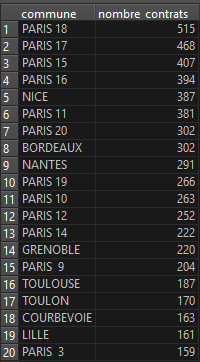 commune nombre_contrats
1 PARIS 18 515
2 PARIS 17 468
3 PARIS 15 407
4 PARIS 16 394
5 NICE 387
6 PARIS 11 381
7 PARIS 20 302
8 BORDEAUX 302
9 NANTES 291
10 PARIS 19 266
11 PARIS 10 263
12 PARIS 12 252
13 PARIS 14 222
14 GRENOBLE 220
15 PARIS  9 204
16 TOULOUSE 187
17 TOULON 170
18 COURBEVOIE 163
19 LILLE 161
20 PARIS  3 159